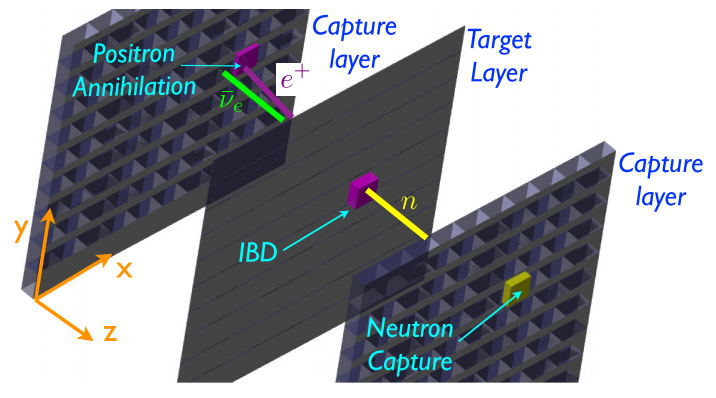 Capture
layer
Target
Layer
Positron
Annihilation
e⁺
ν̄ₑ
Capture
layer
n
IBD
y
x
z
Neutron
Capture